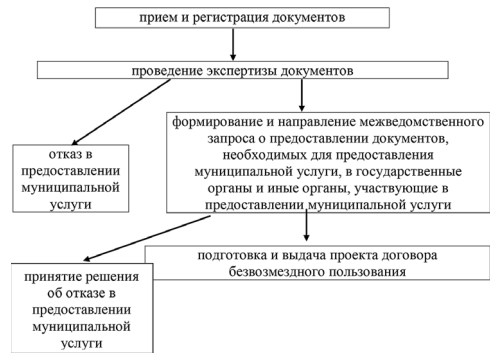 прием и регистрация документов
проведение экспертизы документов
отказ в
предоставлении
муниципальной
услуги
формирование и направление межведомственного
запроса о предоставлении документов,
необходимых для предоставления
муниципальной услуги, в государственные
органы и иные органы, участвующие в
предоставлении муниципальной услуги
подготовка и выдача проекта договора
безвозмездного пользования
принятие решения
об отказе в
предоставлении
муниципальной
услуги